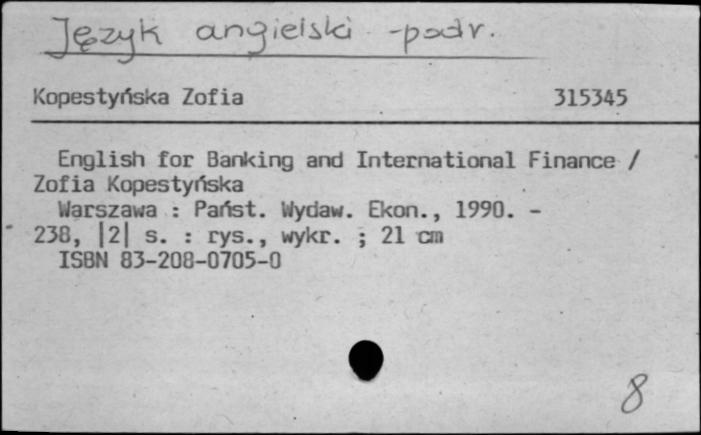 Język angielski -podr.
Kopestyńska Zofia 315345
English for Banking and International Finance /
Zofia Kopestyńska
Warszawa : Państ. Wydaw. Ekon., 1990. -
238, |2| s. : rys., wykr. ; 21 cm
ISBN 83-208-0705-0
8